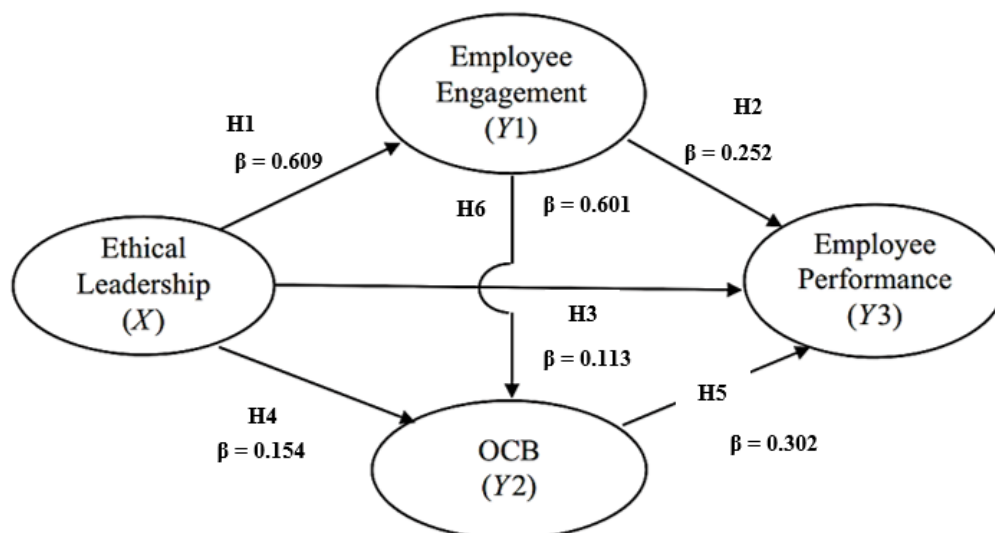 Employee
Engagement
(Y1)
H1
β = 0.609
H2
β = 0.252
H6
β = 0.601
Ethical
Leadership
(X)
Employee
Performance
(Y3)
H3
β = 0.113
H4
β = 0.154
H5
β = 0.302
OCB
(Y2)